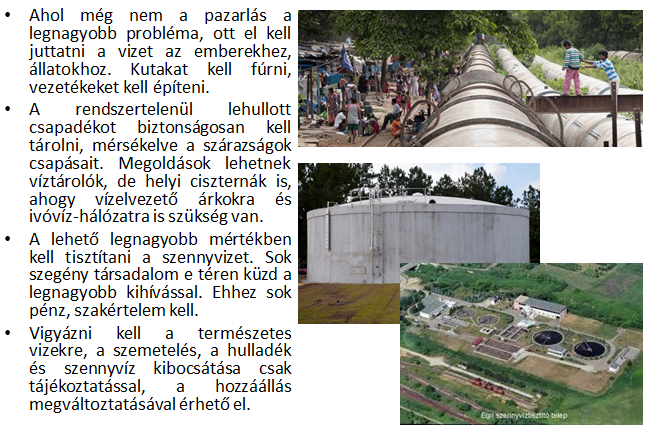 • Ahol még nem a pazarlás a
legnagyobb probléma, ott el kell
juttatni a vizet az emberekhez,
állatokhoz. Kutakat kell fúrni,
vezetékeket kell építeni.
• A rendszertelenül lehullott
csapadékot biztonságosan kell
tárolni, mérsékelve a szárazságok
csapásait. Megoldások lehetnek
víztárolók, de helyi ciszternák is,
ahogy vízelvezető árkokra és
ivóvíz-hálózatra is szükség van.
• A lehető legnagyobb mértékben
kell tisztítani a szennyvizet. Sok
szegény társadalom e téren küzd a
legnagyobb kihívással. Ehhez sok
pénz, szakértelem kell.
• Vigyázni kell a természetes
vizekre, a szemetelés, a hulladék
és szennyvíz kibocsátása csak
tájékoztatással, a hozzáállás
megváltoztatásával érhető el.
Egri szennyvíztisztító telep